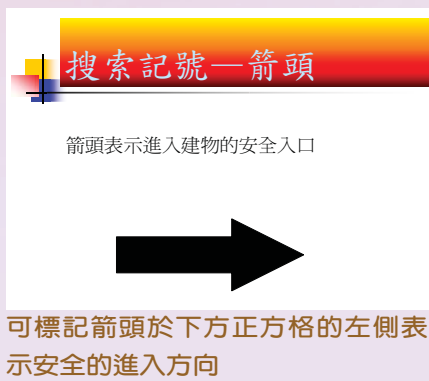 搜索記號—箭頭
箭頭表示進入建物的安全入口
可標記箭頭於下方正方格的左側表
示安全的進入方向